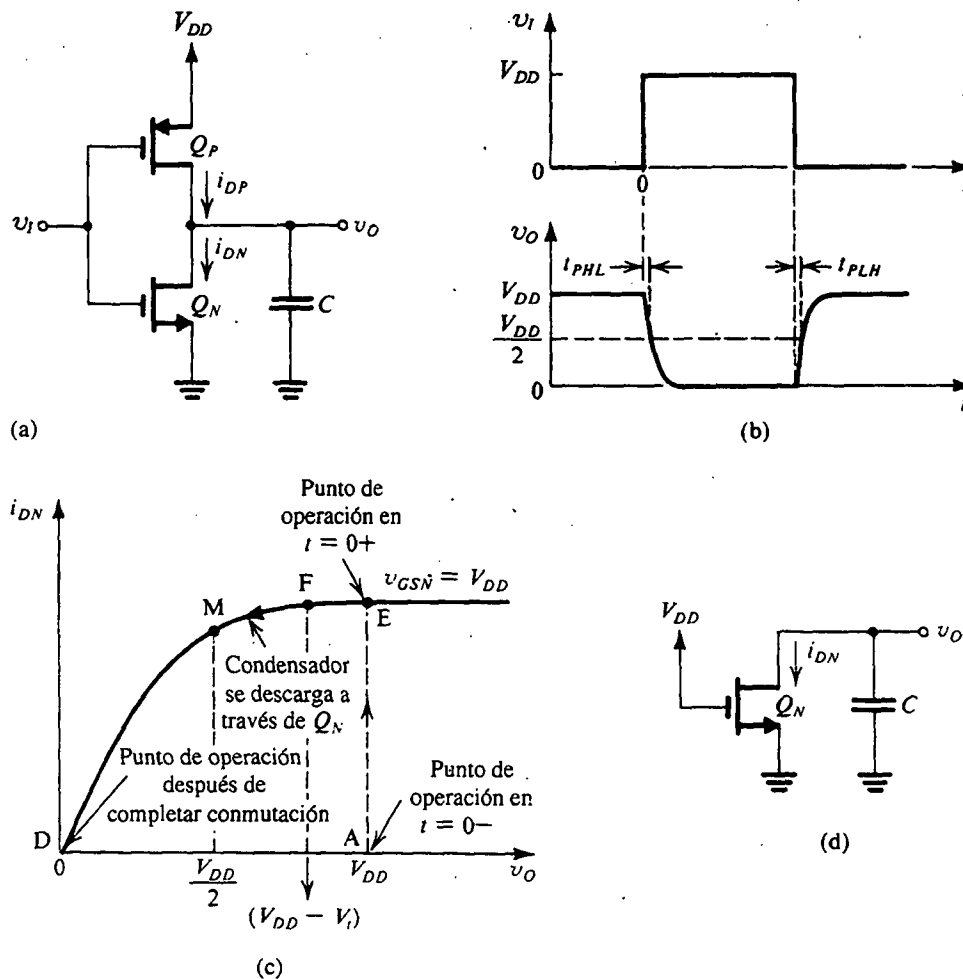 V_DD
Q_P
i_DP
v_I
v_O
i_DN
Q_N
C
(a)
v_I
V_DD
0
0
t
v_O
t_PHL
t_PLH
V_DD
V_DD
2
0
(b)
i_DN
Punto de
operación en
t = 0+
F
v_GSN = V_DD
M
E
Condensador
se descarga a
través de Q_N
Punto de operación
después de
completar conmutación
Punto de
operación en
t = 0−
D
A
0
V_DD
2
V_DD
v_O
(V_DD − V_t)
(c)
V_DD
v_O
i_DN
Q_N
C
(d)